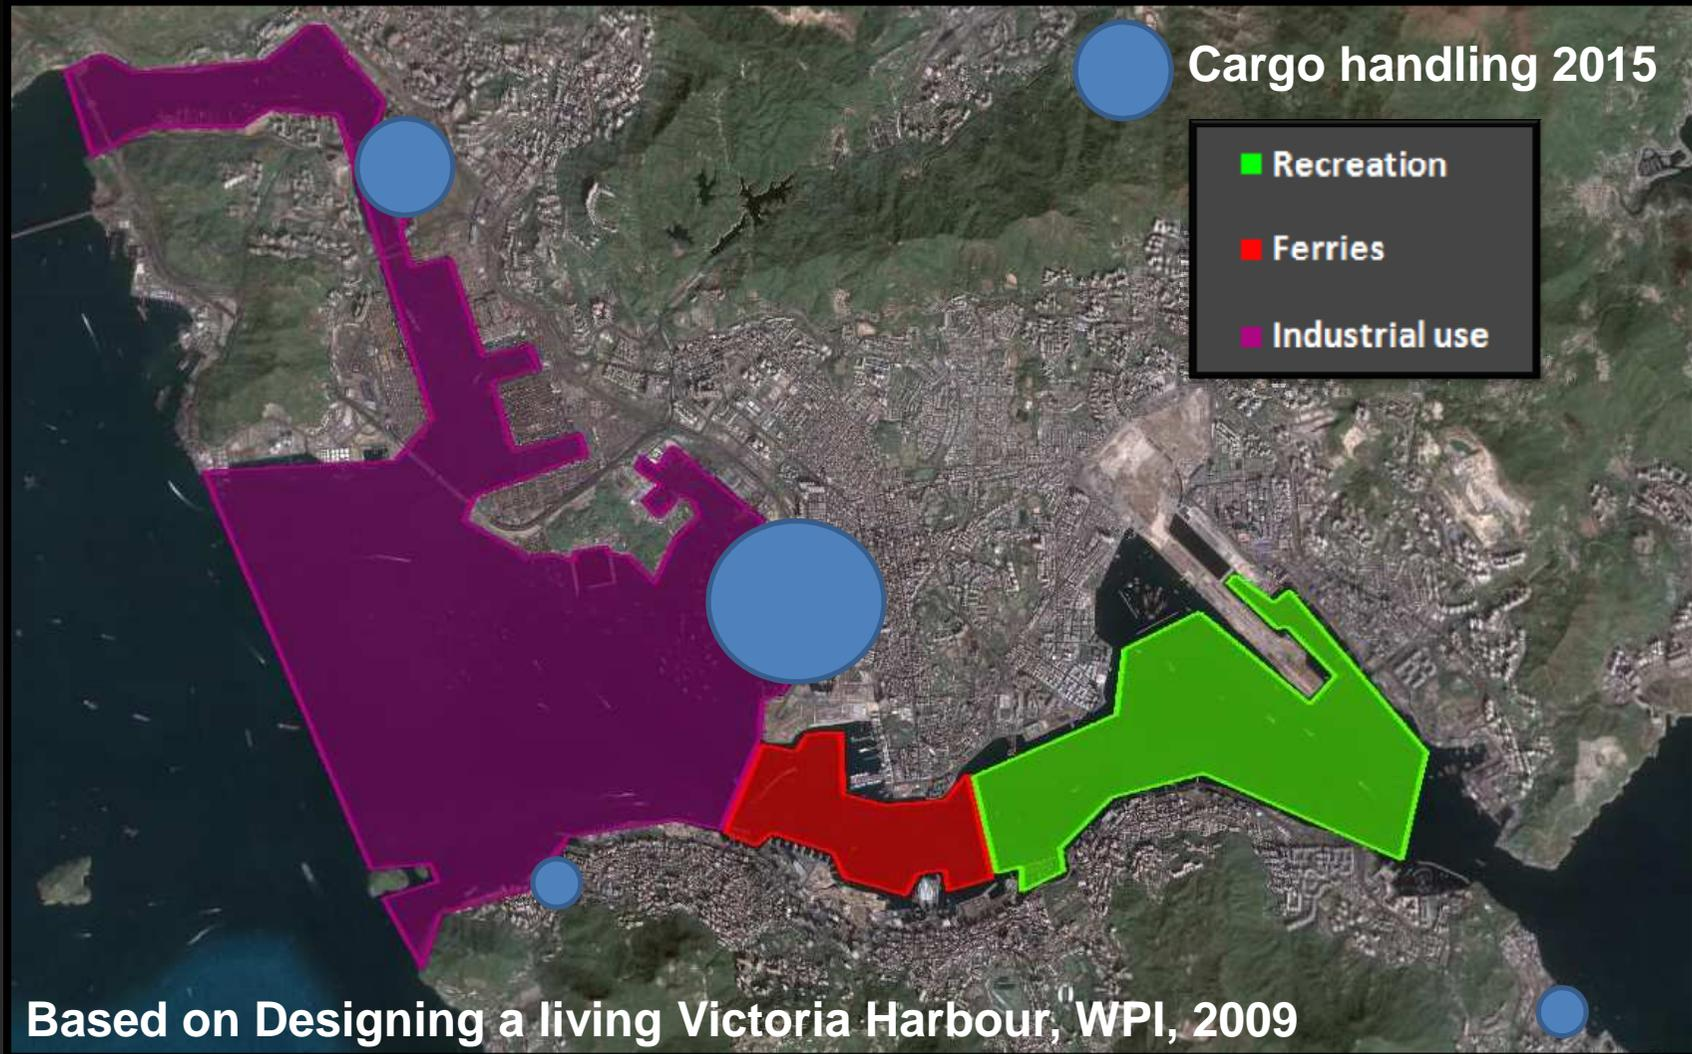 Cargo handling 2015
Recreation
Ferries
Industrial use
Based on Designing a living Victoria Harbour, WPI, 2009